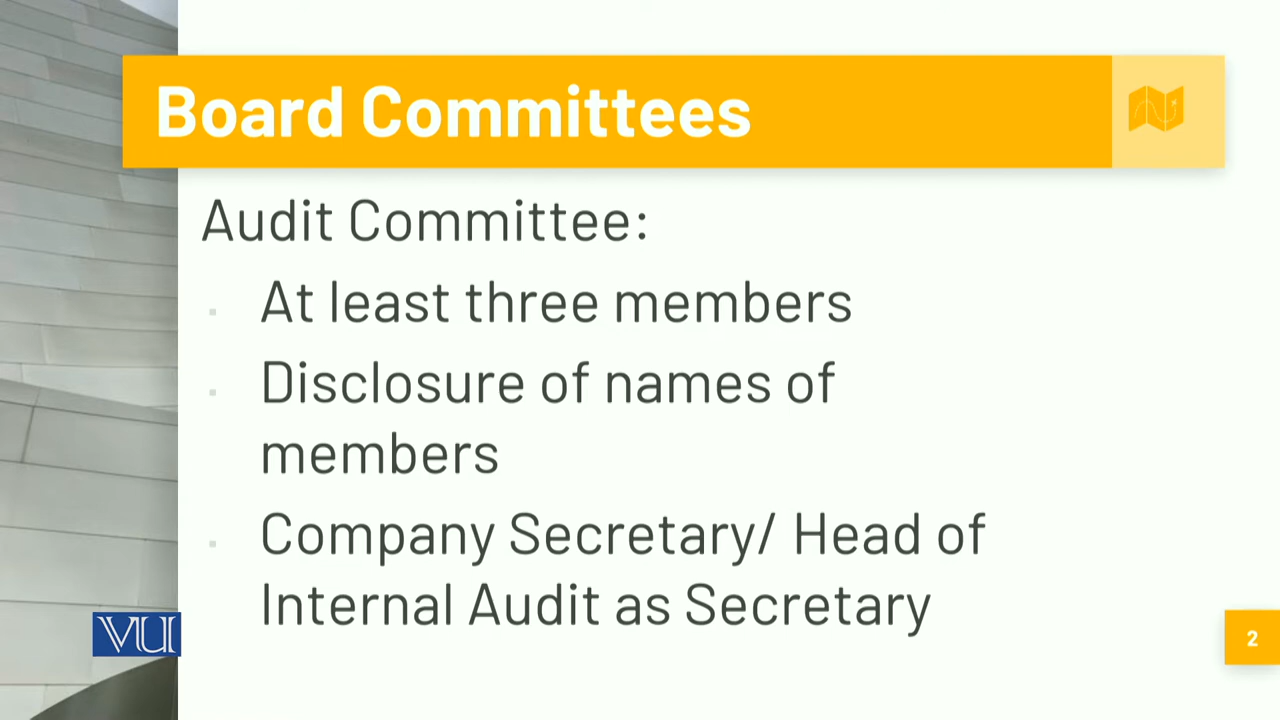 Board Committees
Audit Committee:
At least three members
Disclosure of names of
members
Company Secretary/ Head of
Internal Audit as Secretary
VU
2